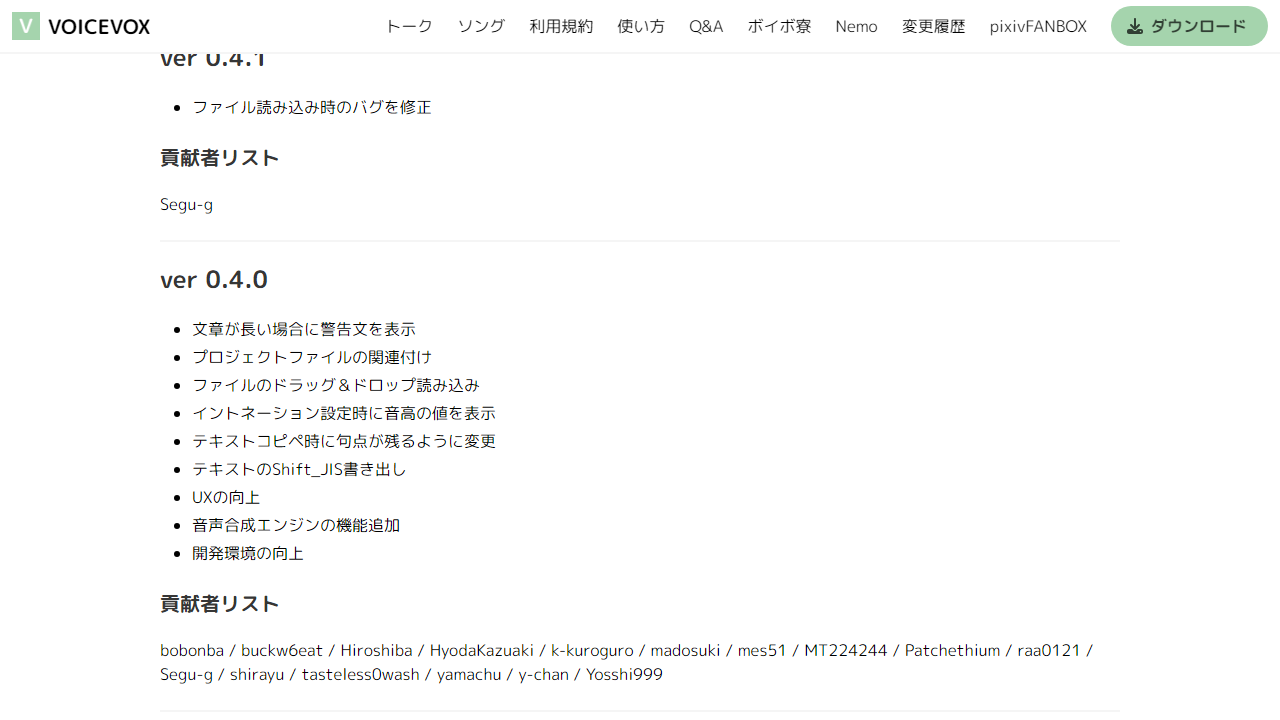 V VOICEVOX トーク ソング 利用規約 使い方 Q&A ボイボ寮 Nemo 変更履歴 pixivFANBOX ダウンロード
ver 0.4.1
ファイル読み込み時のバグを修正
貢献者リスト
Segu-g
ver 0.4.0
文章が長い場合に警告文を表示
プロジェクトファイルの関連付け
ファイルのドラッグ＆ドロップ読み込み
イントネーション設定時に音高の値を表示
テキストコピペ時に句点が残るように変更
テキストのShift_JIS書き出し
UXの向上
音声合成エンジンの機能追加
開発環境の向上
貢献者リスト
bobonba / buckw6eat / Hiroshiba / HyodaKazuaki / k-kuroguro / madosuki / mes51 / MT224244 / Patchethium / raa0121 /
Segu-g / shirayu / tasteless0wash / yamachu / y-chan / Yosshi999